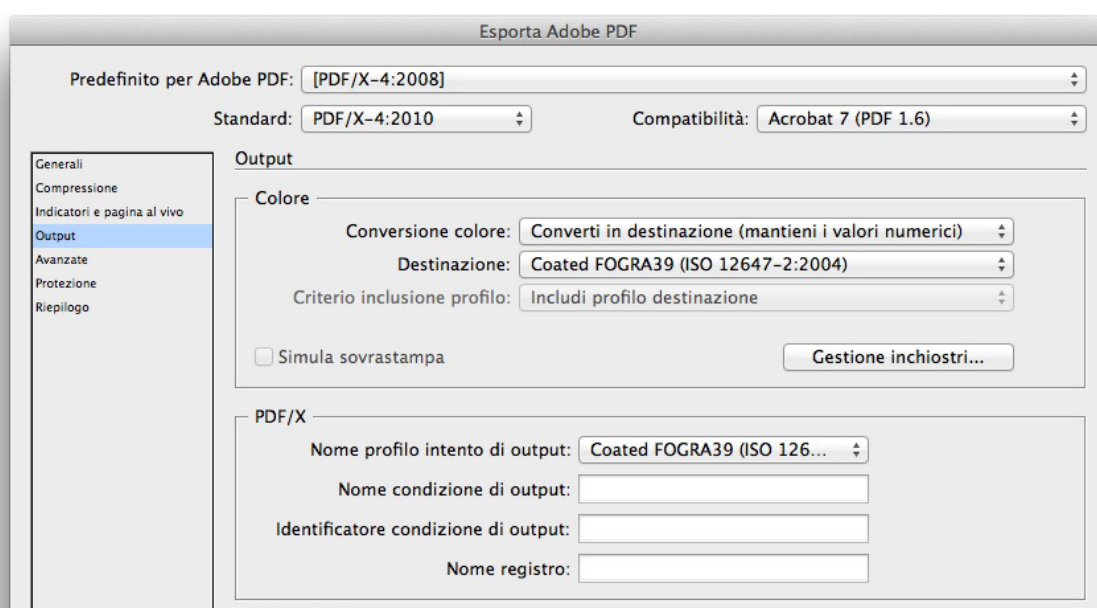 Esporta Adobe PDF
Predefinito per Adobe PDF: [PDF/X-4:2008]
Standard: PDF/X-4:2010 Compatibilità: Acrobat 7 (PDF 1.6)
Generali
Compressione
Indicatori e pagina al vivo
Output
Avanzate
Protezione
Riepilogo
Output
Colore
Conversione colore: Converti in destinazione (mantieni i valori numerici)
Destinazione: Coated FOGRA39 (ISO 12647-2:2004)
Criterio inclusione profilo: Includi profilo destinazione
Simula sovrastampa Gestione inchiostri...
PDF/X
Nome profilo intento di output: Coated FOGRA39 (ISO 126...
Nome condizione di output:
Identificatore condizione di output:
Nome registro: